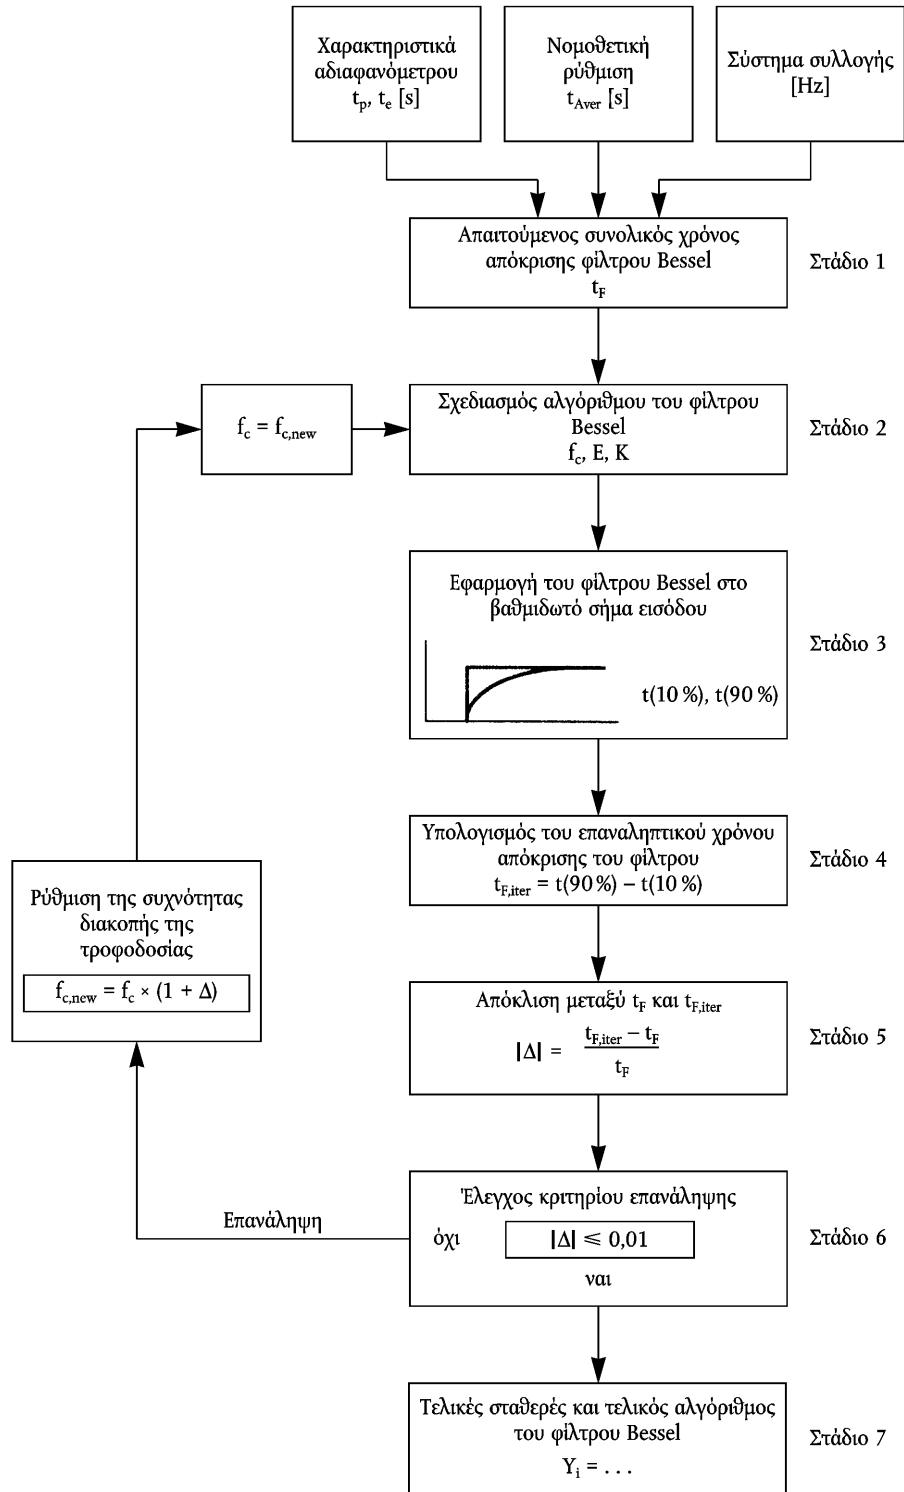 Χαρακτηριστικά
αδιαφανόμετρου
t_p, t_e [s]
Νομοθετική
ρύθμιση
t_Aver [s]
Σύστημα συλλογής
[Hz]
Απαιτούμενος συνολικός χρόνος
απόκρισης φίλτρου Bessel
t_F
Στάδιο 1
f_c = f_c,new
Σχεδιασμός αλγόριθμου του φίλτρου
Bessel
f_c, E, K
Στάδιο 2
Εφαρμογή του φίλτρου Bessel στο
βαθμιδωτό σήμα εισόδου
t(10 %), t(90 %)
Στάδιο 3
Υπολογισμός του επαναληπτικού χρόνου
απόκρισης του φίλτρου
t_F,iter = t(90 %) – t(10 %)
Στάδιο 4
Ρύθμιση της συχνότητας
διακοπής της
τροφοδοσίας
f_c,new = f_c × (1 + Δ)
Απόκλιση μεταξύ t_F και t_F,iter
|Δ| = (t_F,iter – t_F) / t_F
Στάδιο 5
Επανάληψη
Έλεγχος κριτηρίου επανάληψης
όχι |Δ| ⩽ 0,01
ναι
Στάδιο 6
Τελικές σταθερές και τελικός αλγόριθμος
του φίλτρου Bessel
Y_i = . . .
Στάδιο 7